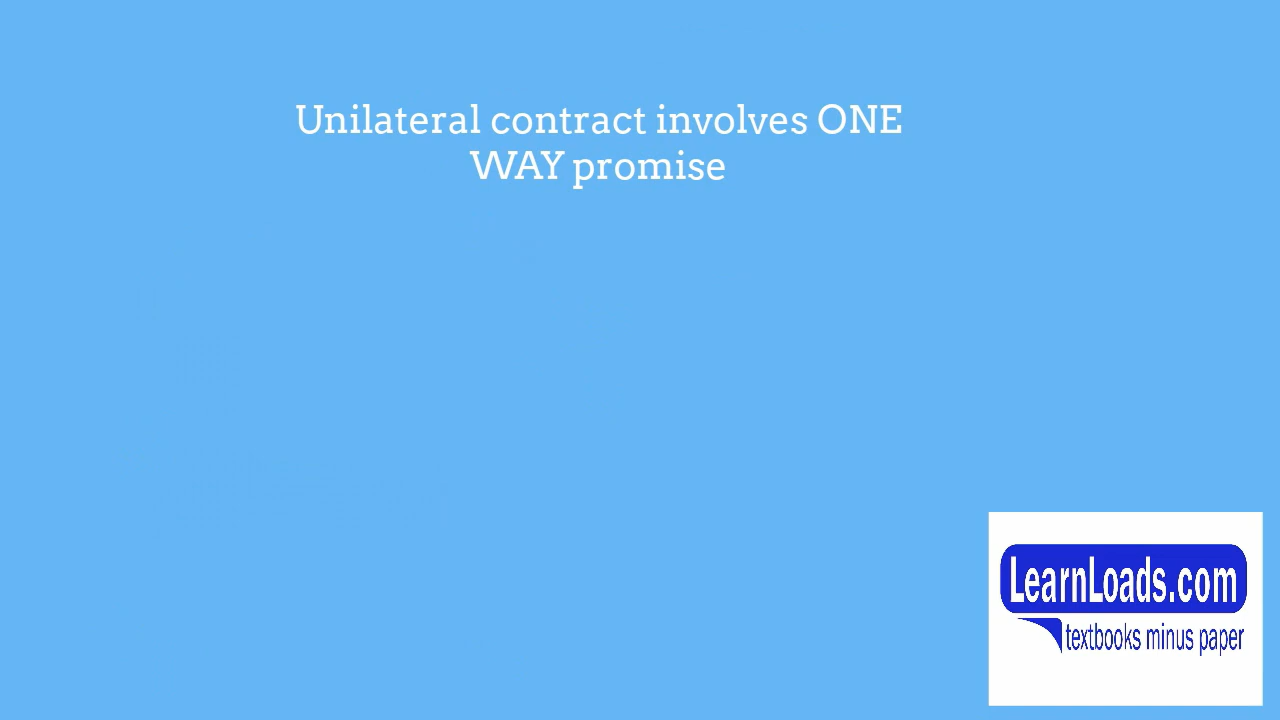 Unilateral contract involves ONE
WAY promise
LearnLoads.com
textbooks minus paper